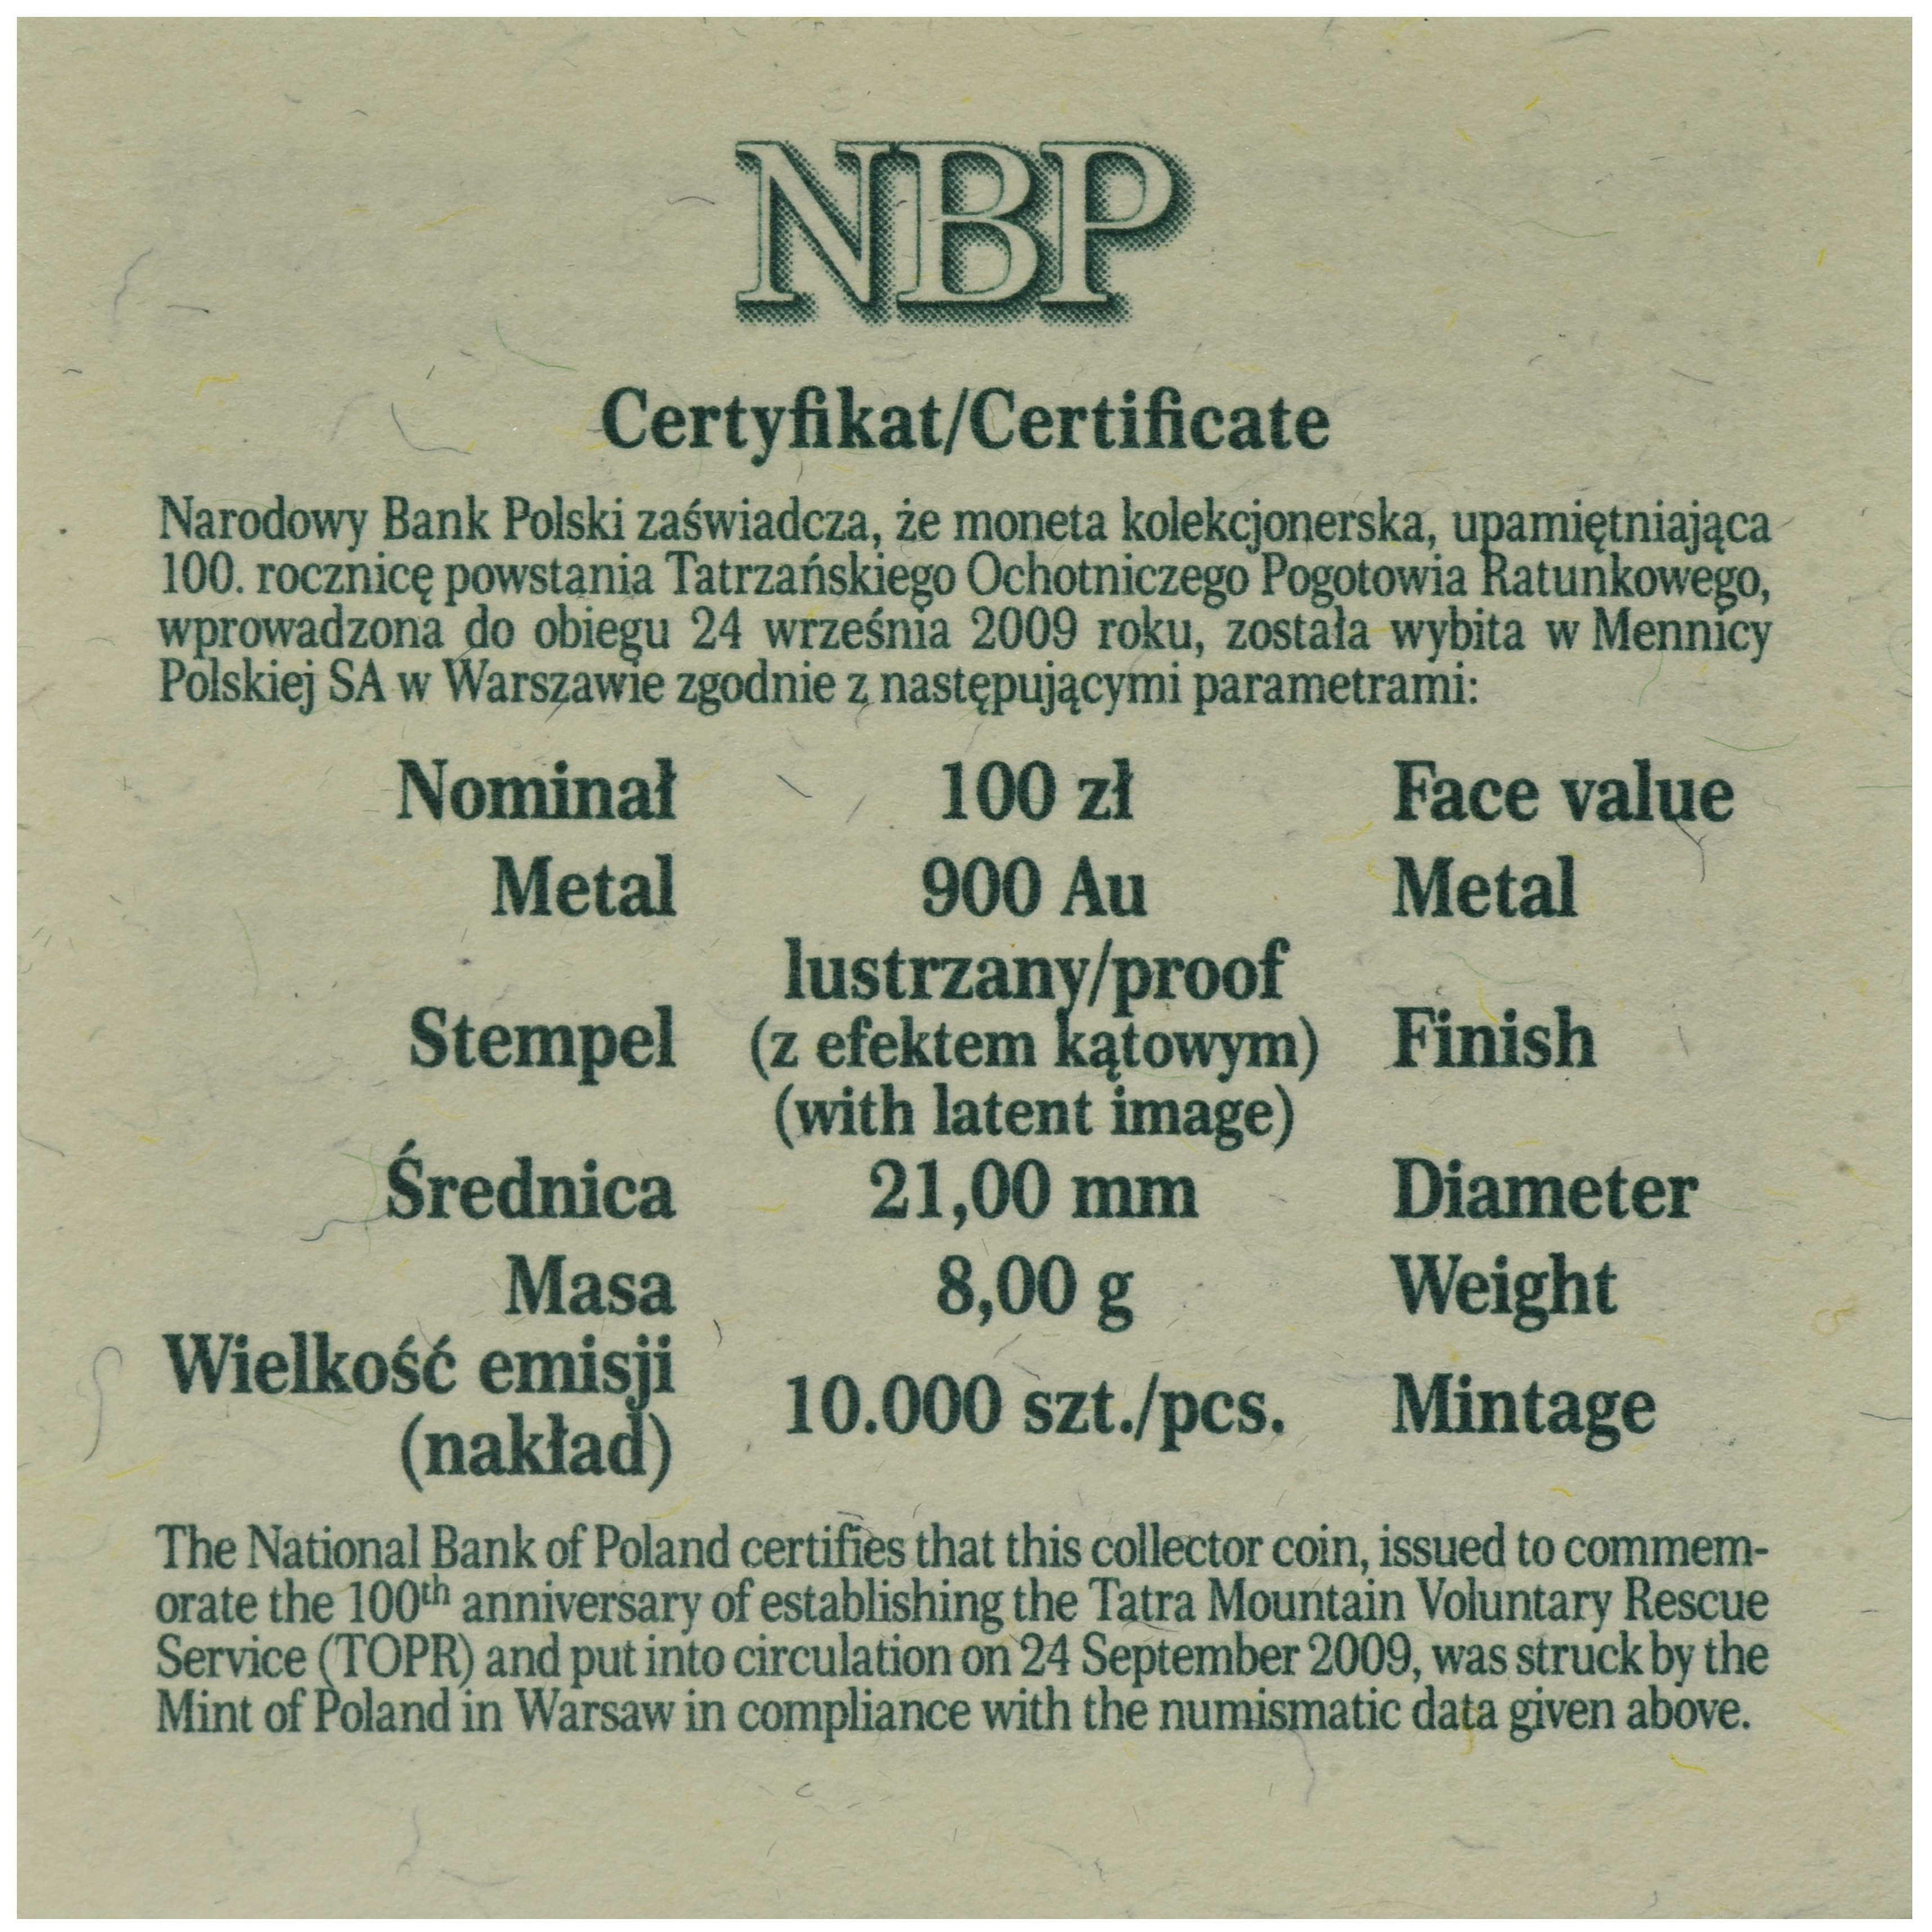 NBP
Certyfikat/Certificate
Narodowy Bank Polski zaświadcza, że moneta kolekcjonerska, upamiętniająca
100. rocznicę powstania Tatrzańskiego Ochotniczego Pogotowia Ratunkowego,
wprowadzona do obiegu 24 września 2009 roku, została wybita w Mennicy
Polskiej SA w Warszawie zgodnie z następującymi parametrami:
Nominał 100 zł Face value
Metal 900 Au Metal
lustrzany/proof
Stempel (z efektem kątowym) Finish
(with latent image)
Średnica 21,00 mm Diameter
Masa 8,00 g Weight
Wielkość emisji
(nakład) 10.000 szt./pcs. Mintage
The National Bank of Poland certifies that this collector coin, issued to commem-
orate the 100th anniversary of establishing the Tatra Mountain Voluntary Rescue
Service (TOPR) and put into circulation on 24 September 2009, was struck by the
Mint of Poland in Warsaw in compliance with the numismatic data given above.